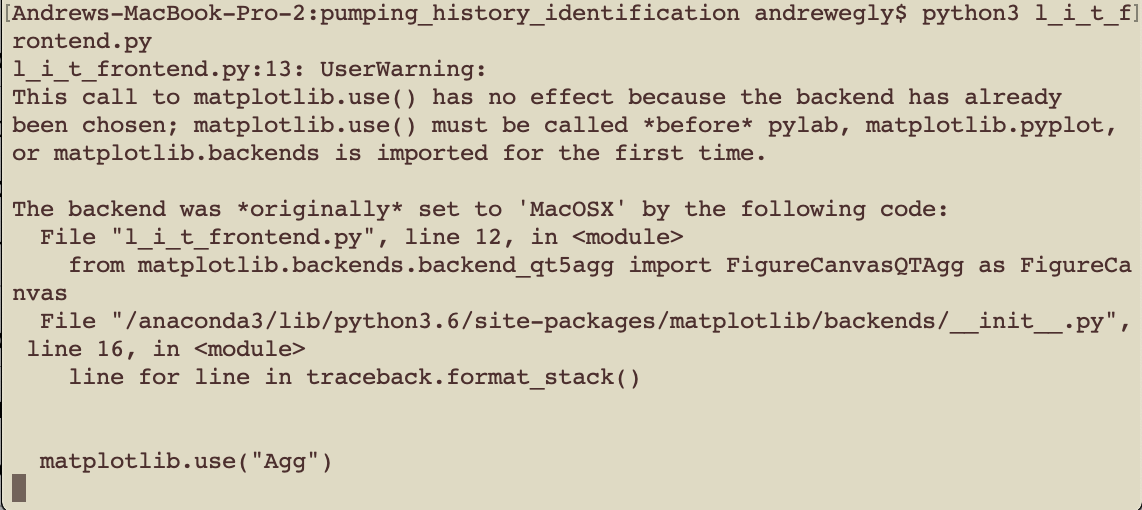 [Andrews-MacBook-Pro-2:pumping_history_identification andrewegly$ python3 l_i_t_f]
rontend.py
l_i_t_frontend.py:13: UserWarning:
This call to matplotlib.use() has no effect because the backend has already
been chosen; matplotlib.use() must be called *before* pylab, matplotlib.pyplot,
or matplotlib.backends is imported for the first time.

The backend was *originally* set to 'MacOSX' by the following code:
  File "l_i_t_frontend.py", line 12, in <module>
    from matplotlib.backends.backend_qt5agg import FigureCanvasQTAgg as FigureCa
nvas
  File "/anaconda3/lib/python3.6/site-packages/matplotlib/backends/__init__.py",
 line 16, in <module>
    line for line in traceback.format_stack()


  matplotlib.use("Agg")